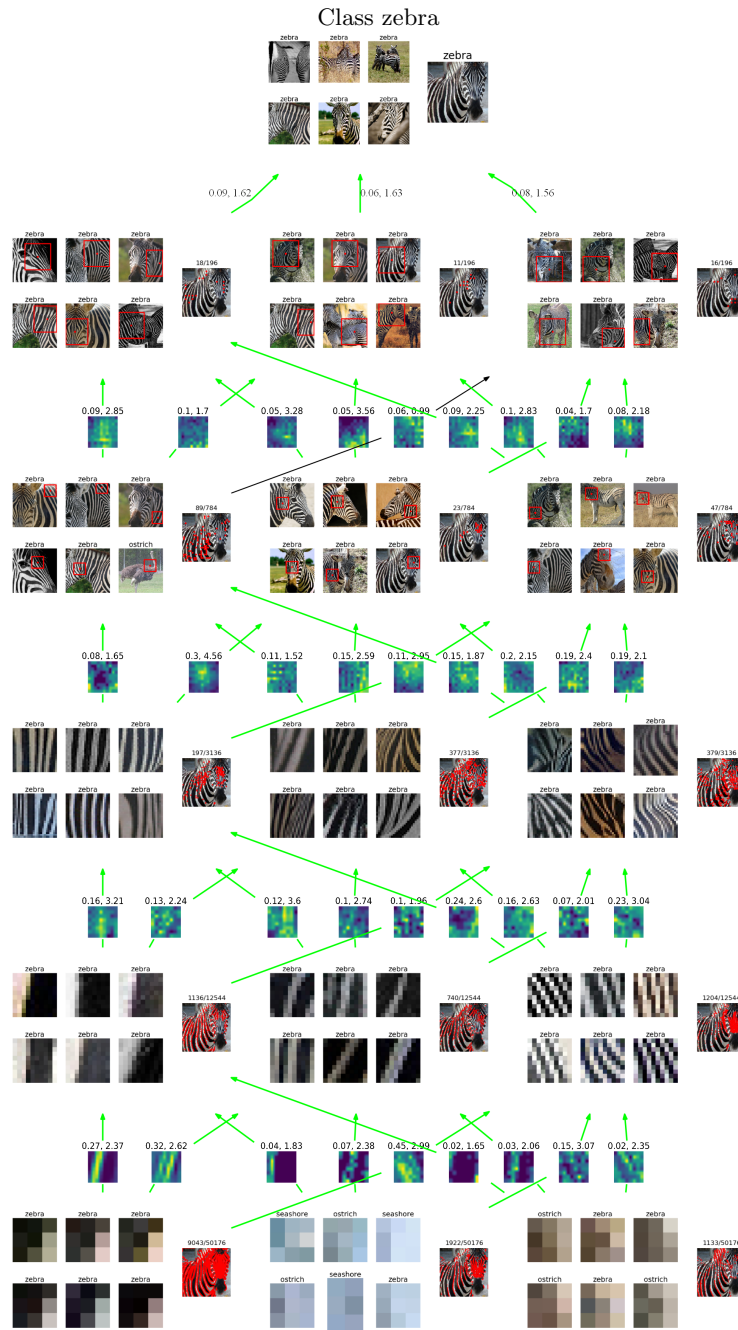 Class zebra
zebra zebra zebra
zebra
zebra zebra zebra
0.09, 1.62 0.06, 1.63 0.08, 1.56
zebra zebra zebra zebra zebra zebra zebra zebra zebra
18/196 11/196 16/196
zebra zebra zebra zebra zebra zebra zebra zebra zebra
0.09, 2.85 0.1, 1.7 0.05, 3.28 0.05, 3.56 0.06, 0.99 0.09, 2.25 0.1, 2.83 0.04, 1.7 0.08, 2.18
zebra zebra zebra zebra zebra zebra zebra zebra zebra
89/784 23/784 47/784
zebra zebra ostrich zebra zebra zebra zebra zebra zebra
0.08, 1.65 0.3, 4.56 0.11, 1.52 0.15, 2.59 0.11, 2.95 0.15, 1.87 0.2, 2.15 0.19, 2.4 0.19, 2.1
zebra zebra zebra zebra zebra zebra zebra zebra zebra
197/3136 377/3136 379/3136
zebra zebra zebra zebra zebra zebra zebra zebra zebra
0.16, 3.21 0.13, 2.24 0.12, 3.6 0.1, 2.74 0.1, 1.96 0.24, 2.6 0.16, 2.63 0.07, 2.01 0.23, 3.04
zebra zebra zebra zebra zebra zebra zebra zebra zebra
1136/12544 740/12544 1204/12544
zebra zebra zebra zebra zebra zebra zebra zebra zebra
0.27, 2.37 0.32, 2.62 0.04, 1.83 0.07, 2.38 0.45, 2.99 0.02, 1.65 0.03, 2.06 0.15, 3.07 0.02, 2.35
zebra zebra zebra seashore ostrich seashore ostrich zebra zebra
9043/50176 1922/50176 1133/50176
zebra zebra zebra ostrich seashore zebra ostrich zebra ostrich